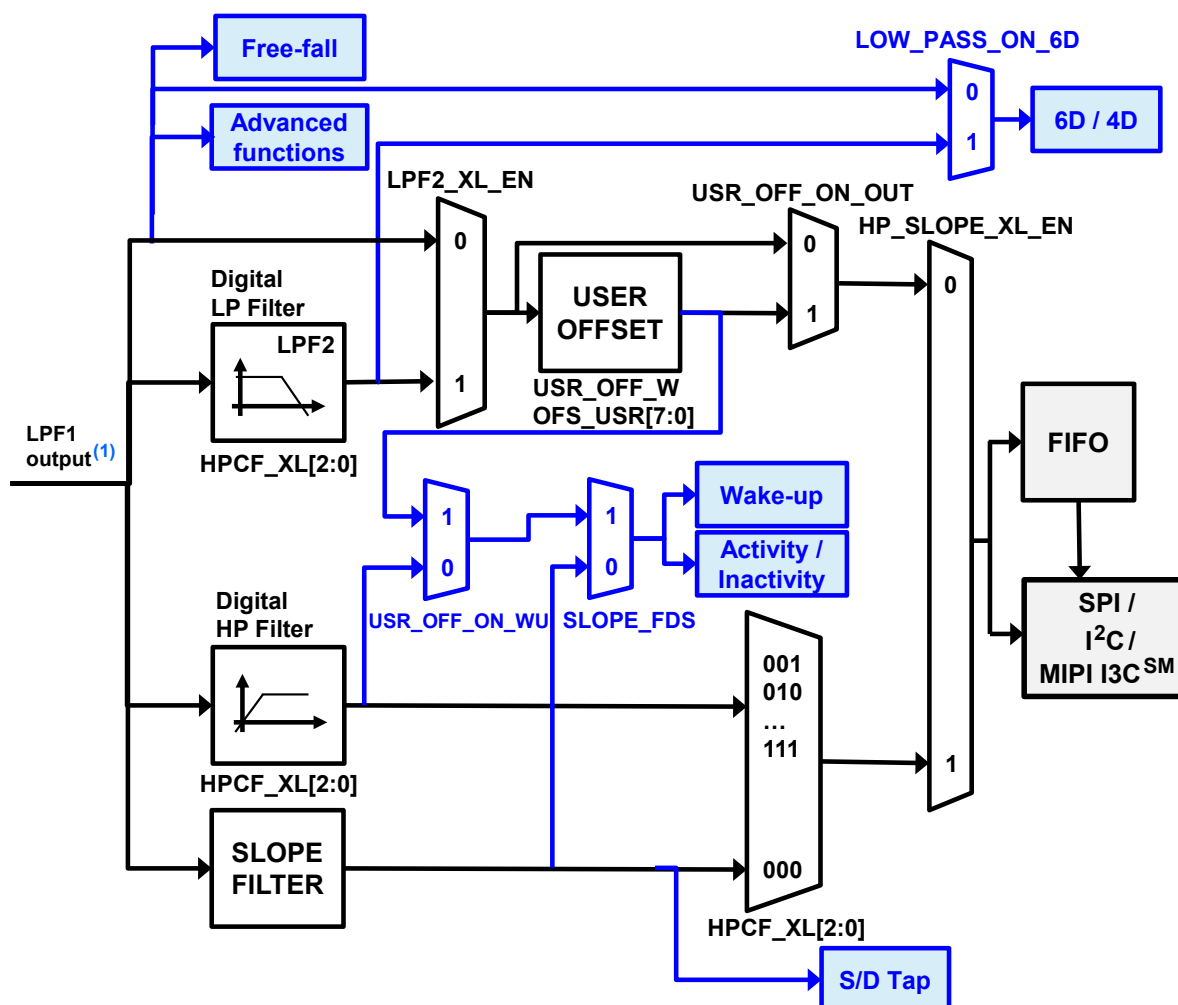 Free-fall
LOW_PASS_ON_6D
0
1
6D / 4D
Advanced
functions
LPF2_XL_EN
0
1
USR_OFF_ON_OUT
0
1
HP_SLOPE_XL_EN
0
1
Digital
LP Filter
LPF2
HPCF_XL[2:0]
USER
OFFSET
USR_OFF_W
OFS_USR[7:0]
LPF1
output(1)
FIFO
1
0
USR_OFF_ON_WU
1
0
SLOPE_FDS
Wake-up
Activity /
Inactivity
SPI /
I2C /
MIPI I3CSM
Digital
HP Filter
HPCF_XL[2:0]
001
010
...
111
000
HPCF_XL[2:0]
SLOPE
FILTER
S/D Tap